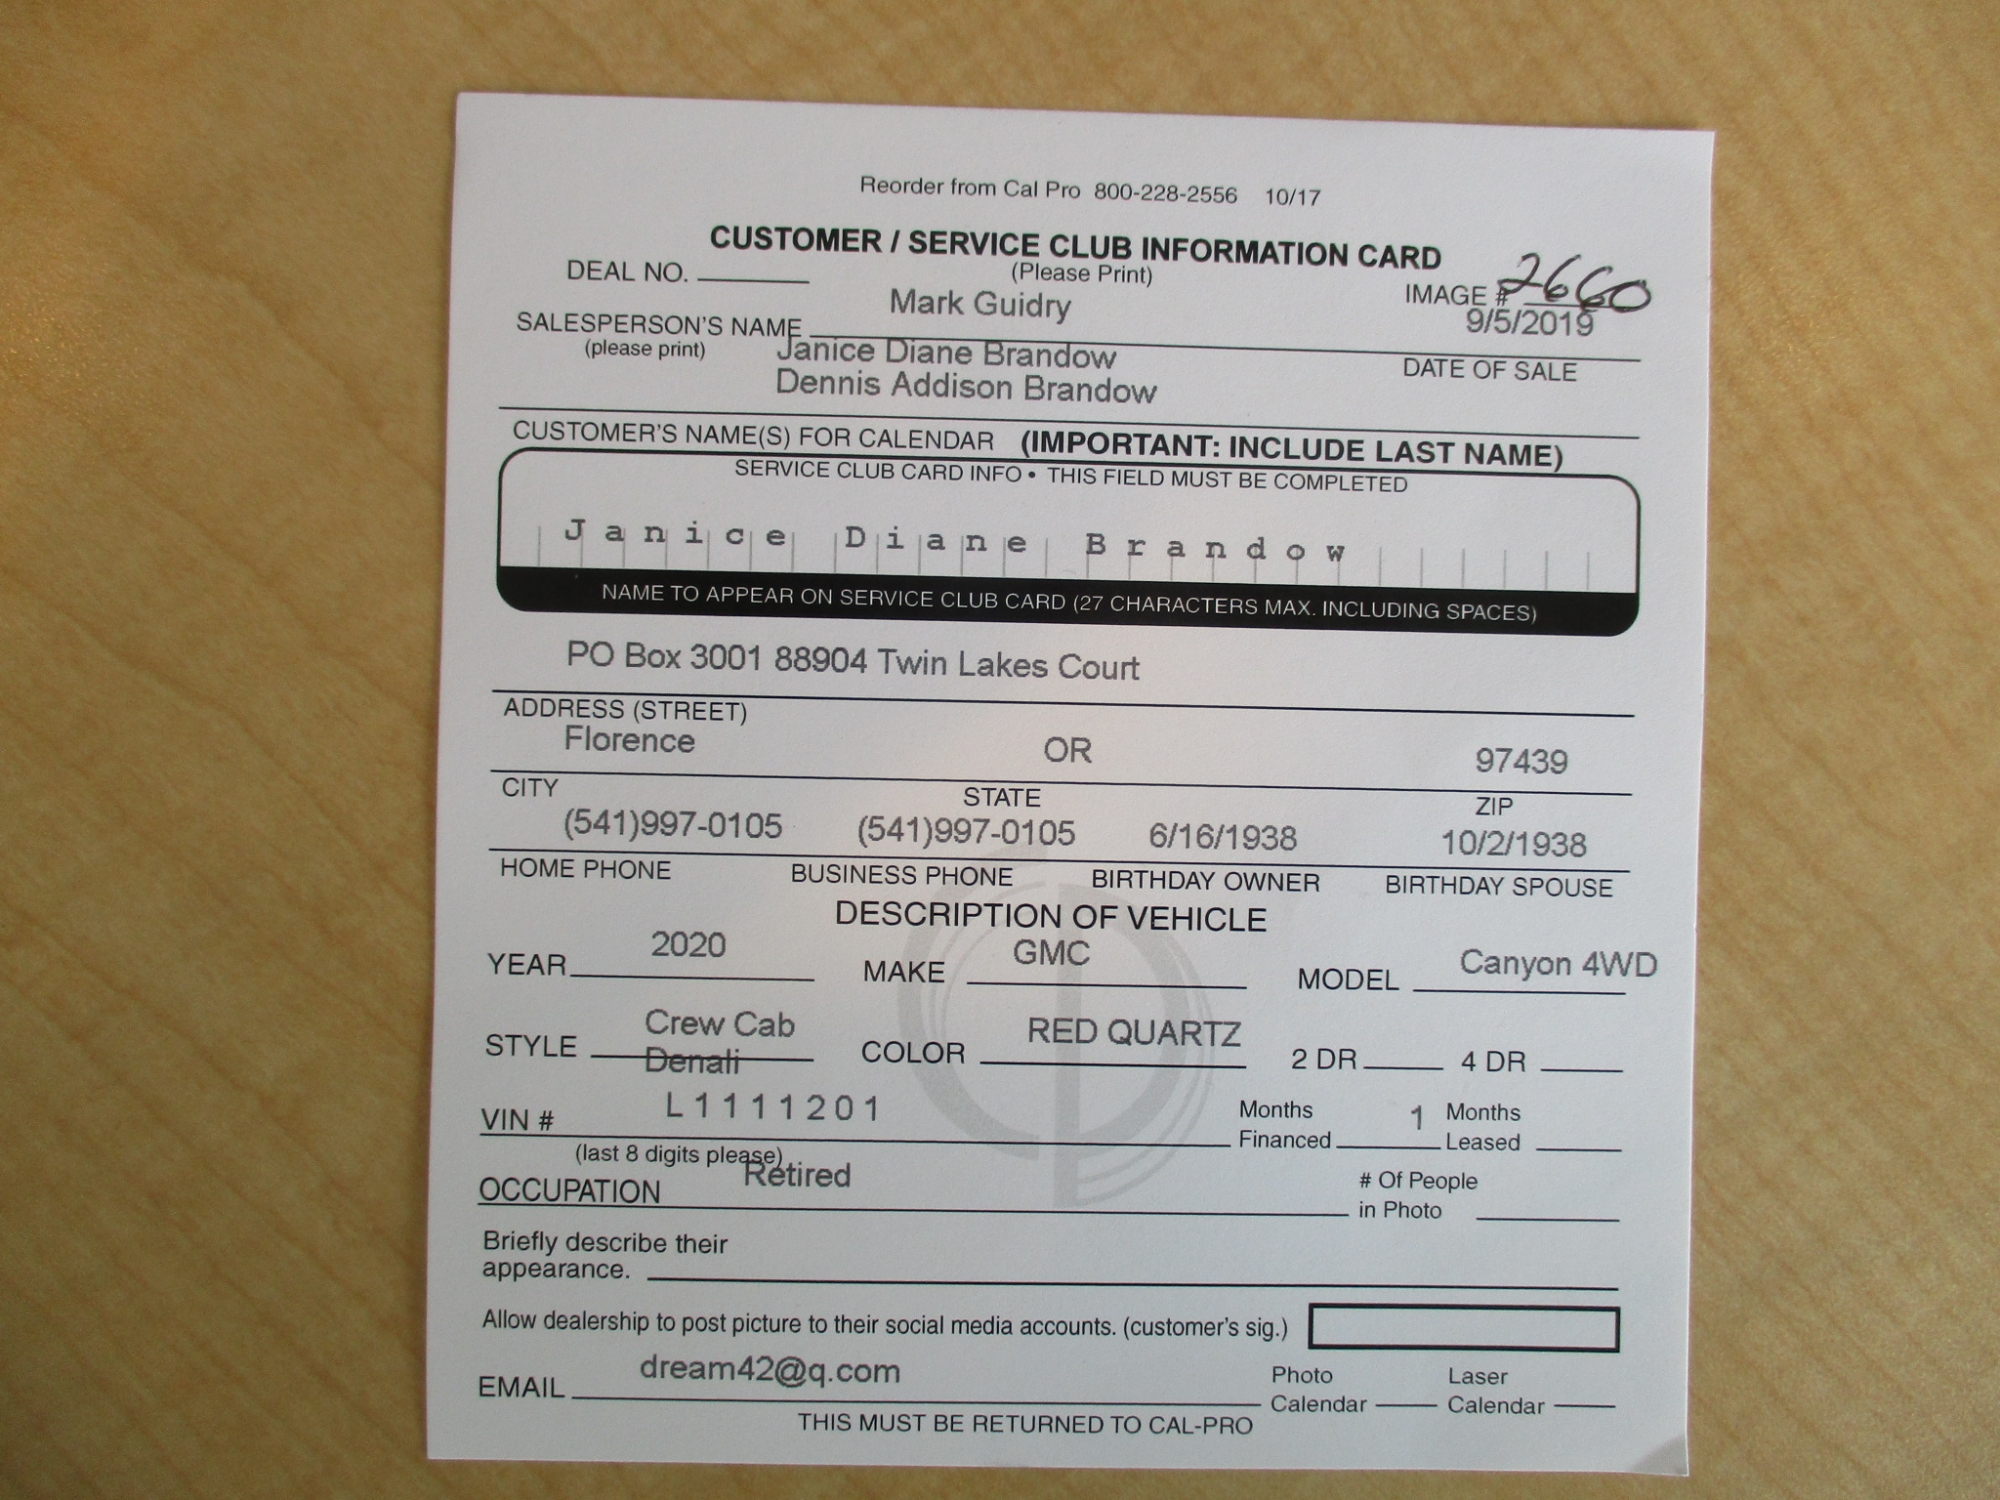 Reorder from Cal Pro 800-228-2556 10/17
CUSTOMER / SERVICE CLUB INFORMATION CARD
DEAL NO. (Please Print)
IMAGE # 2660
Mark Guidry 9/5/2019
SALESPERSON'S NAME
(please print) DATE OF SALE
Janice Diane Brandow
Dennis Addison Brandow
CUSTOMER'S NAME(S) FOR CALENDAR (IMPORTANT: INCLUDE LAST NAME)
SERVICE CLUB CARD INFO • THIS FIELD MUST BE COMPLETED
Janice Diane Brandow
NAME TO APPEAR ON SERVICE CLUB CARD (27 CHARACTERS MAX. INCLUDING SPACES)
PO Box 3001 88904 Twin Lakes Court
ADDRESS (STREET)
Florence OR 97439
CITY STATE ZIP
(541)997-0105 (541)997-0105 6/16/1938 10/2/1938
HOME PHONE BUSINESS PHONE BIRTHDAY OWNER BIRTHDAY SPOUSE
DESCRIPTION OF VEHICLE
YEAR 2020 MAKE GMC MODEL Canyon 4WD
STYLE Crew Cab COLOR RED QUARTZ 2 DR 4 DR
Denali
VIN # L1111201 Months Financed 1 Months Leased
(last 8 digits please)
OCCUPATION Retired # Of People
in Photo
Briefly describe their
appearance.
Allow dealership to post picture to their social media accounts. (customer's sig.)
EMAIL dream42@q.com Photo Calendar Laser Calendar
THIS MUST BE RETURNED TO CAL-PRO